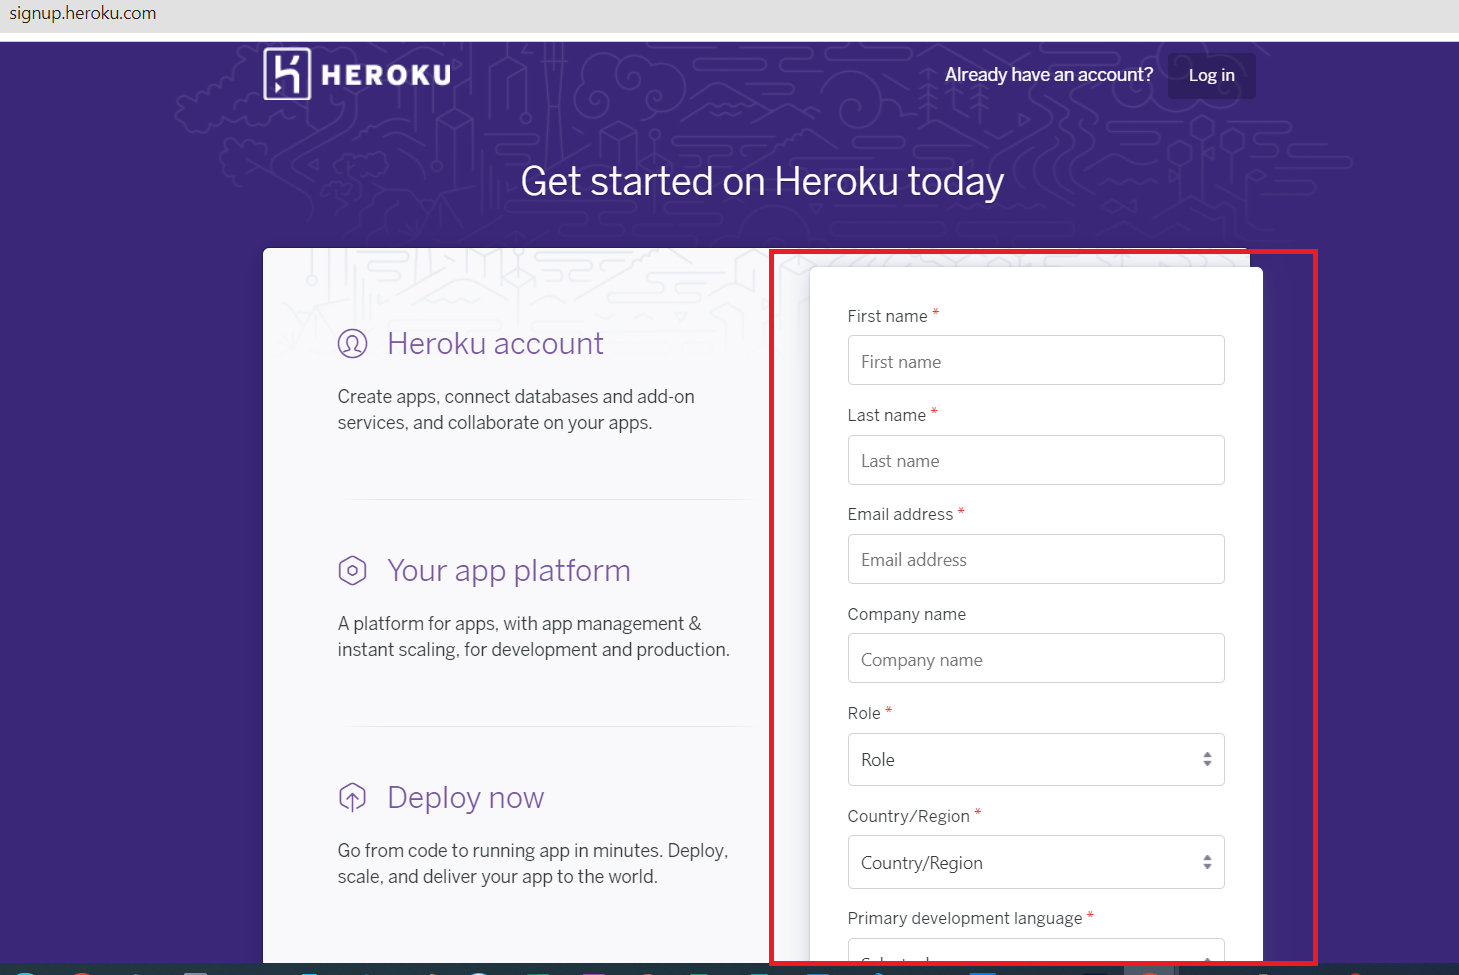 signup.heroku.com
HEROKU
Already have an account?
Log in
Get started on Heroku today
Heroku account
Create apps, connect databases and add-on
services, and collaborate on your apps.
Your app platform
A platform for apps, with app management &
instant scaling, for development and production.
Deploy now
Go from code to running app in minutes. Deploy,
scale, and deliver your app to the world.
First name *
First name
Last name *
Last name
Email address *
Email address
Company name
Company name
Role *
Role
Country/Region *
Country/Region
Primary development language *